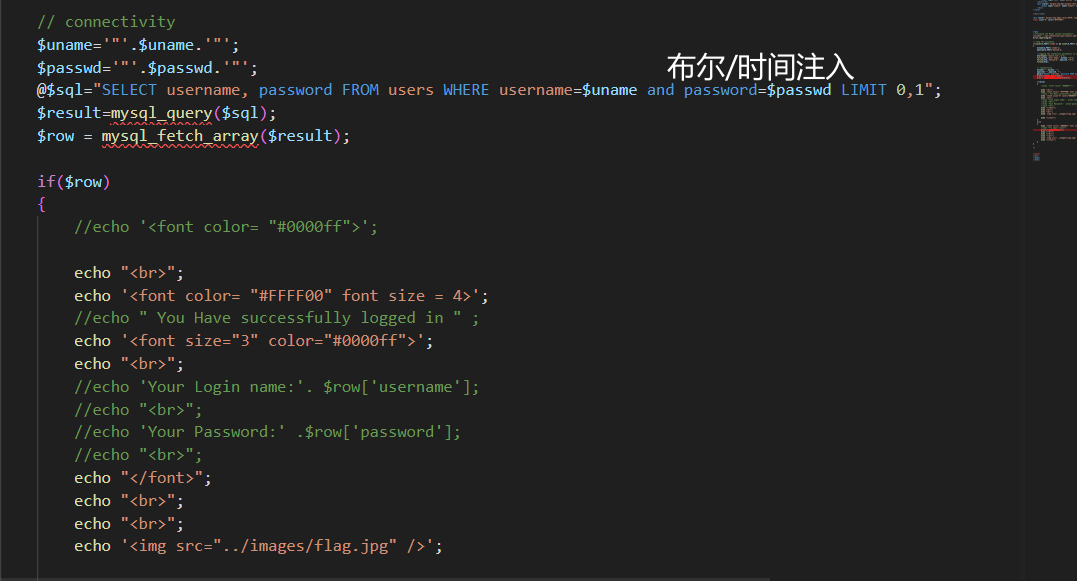 // connectivity
$uname='"'.$uname.'"';
$passwd='"'.$passwd.'"';
布尔/时间注入
@$sql="SELECT username, password FROM users WHERE username=$uname and password=$passwd LIMIT 0,1";
$result=mysql_query($sql);
$row = mysql_fetch_array($result);
if($row)
{
//echo '<font color= "#0000ff">';
echo "<br>";
echo '<font color= "#FFFF00" font size = 4>';
//echo " You Have successfully logged in " ;
echo '<font size="3" color="#0000ff">';
echo "<br>";
//echo 'Your Login name:'. $row['username'];
//echo "<br>";
//echo 'Your Password:' .$row['password'];
//echo "<br>";
echo "</font>";
echo "<br>";
echo "<br>";
echo '<img src="../images/flag.jpg" />';